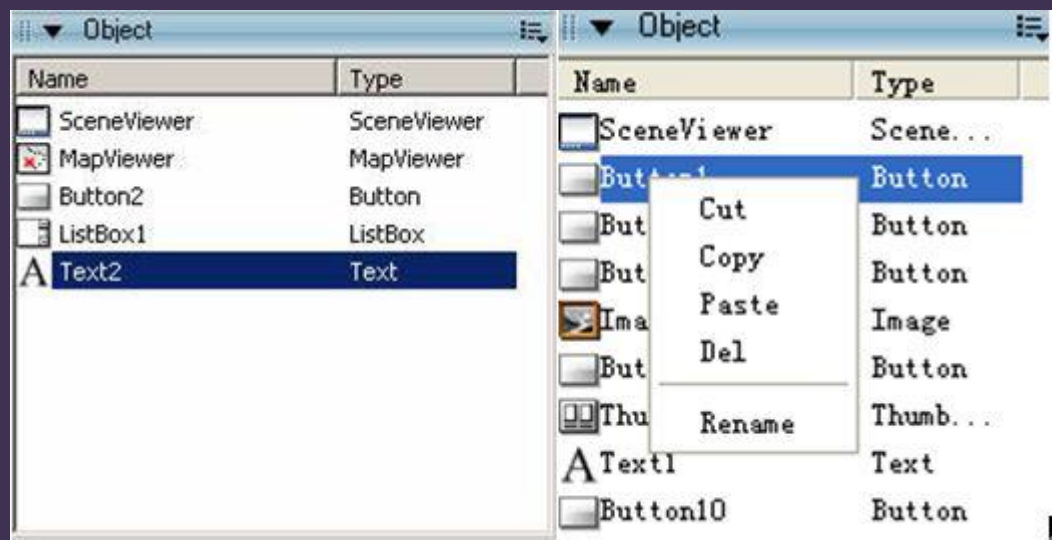 Object
Name Type
SceneViewer SceneViewer
MapViewer MapViewer
Button2 Button
ListBox1 ListBox
Text2 Text
Object
Name Type
SceneViewer Scene...
Button
But Button
But Button
Ima Image
But Button
Thu Thumb...
Text1 Text
Button10 Button
Cut
Copy
Paste
Del
Rename